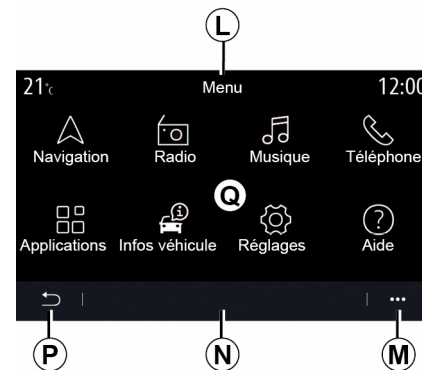 L
21°c Menu 12:00
Navigation Radio Musique Téléphone
Q
Applications Infos véhicule Réglages Aide
P N M